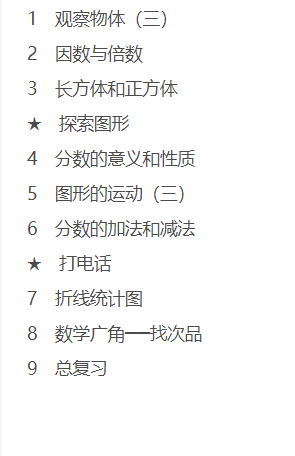 1 观察物体（三）
2 因数与倍数
3 长方体和正方体
★ 探索图形
4 分数的意义和性质
5 图形的运动（三）
6 分数的加法和减法
★ 打电话
7 折线统计图
8 数学广角──找次品
9 总复习